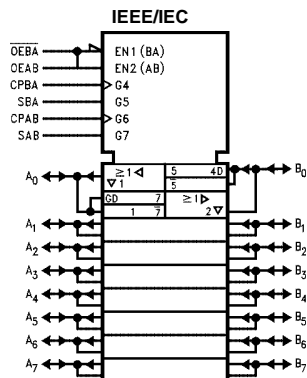 IEEE/IEC
OEBA EN1 (BA)
OEAB EN2 (AB)
CPBA G4
SBA G5
CPAB G6
SAB G7
A0 ≥1 5 4D B0
1 5
GD 7 ≥1
1 7 2
A1 B1
A2 B2
A3 B3
A4 B4
A5 B5
A6 B6
A7 B7